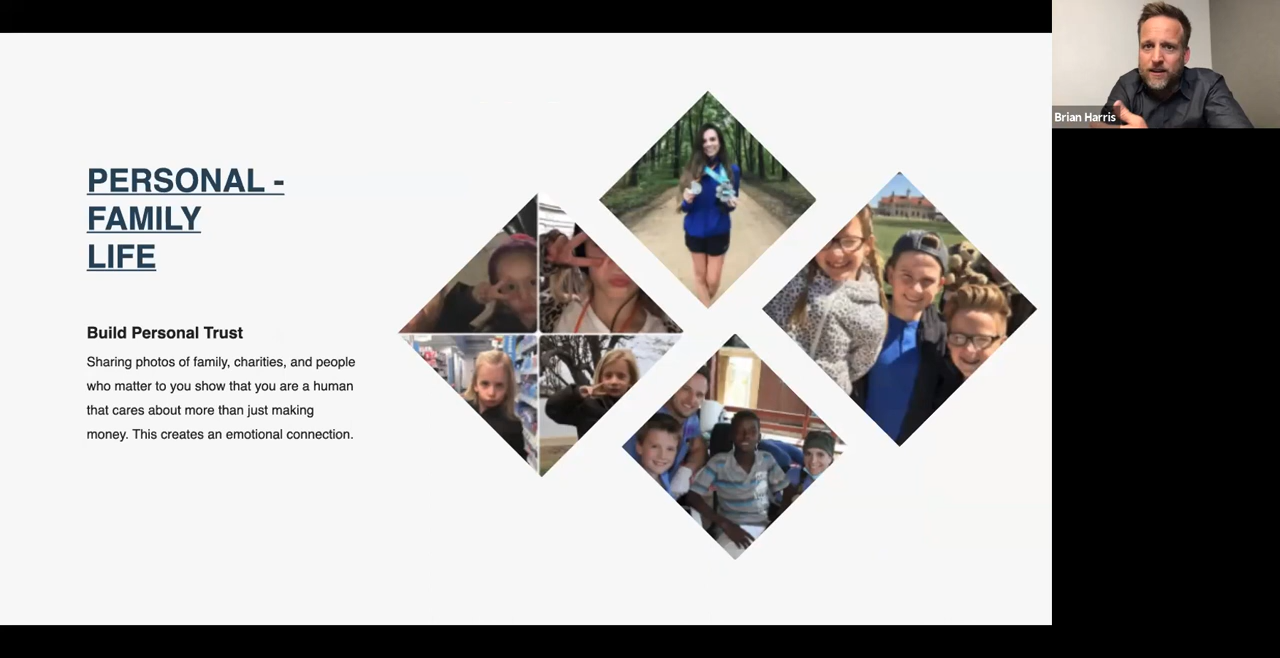 PERSONAL -
FAMILY
LIFE
Build Personal Trust
Sharing photos of family, charities, and people
who matter to you show that you are a human
that cares about more than just making
money. This creates an emotional connection.
Brian Harris